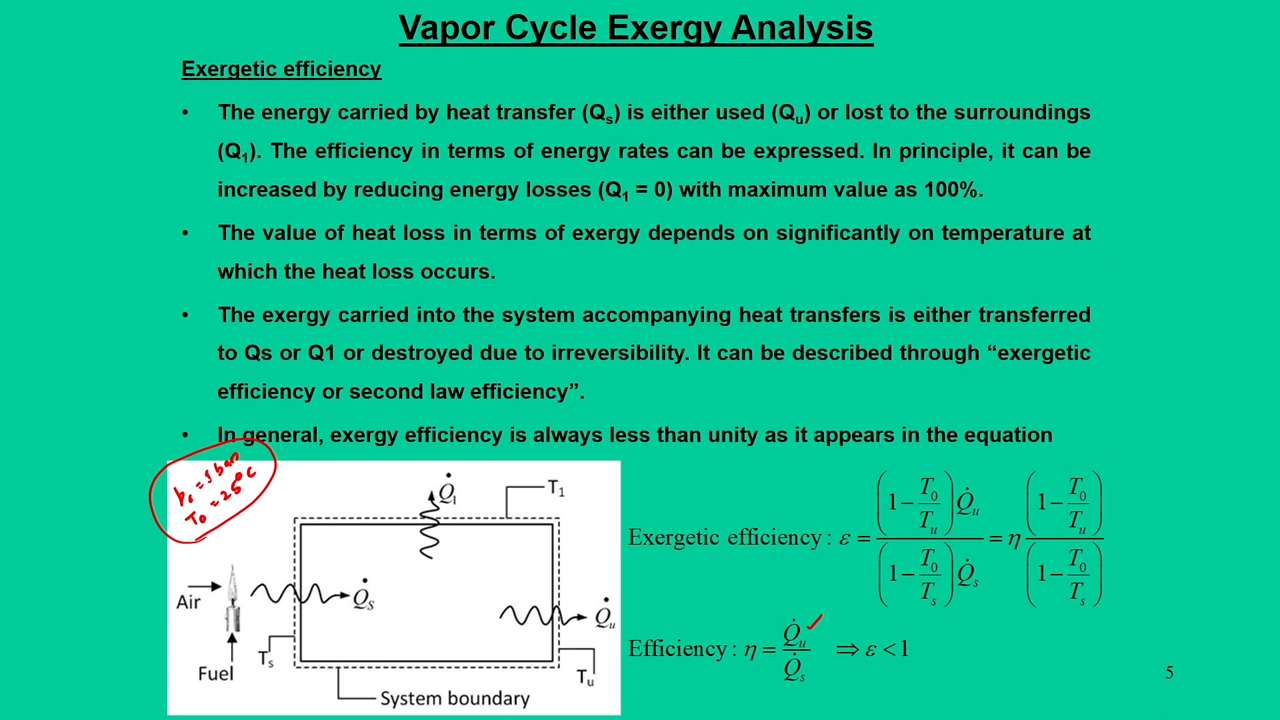 Vapor Cycle Exergy Analysis
Exergetic efficiency
• The energy carried by heat transfer (Qs) is either used (Qu) or lost to the surroundings
(Q1). The efficiency in terms of energy rates can be expressed. In principle, it can be
increased by reducing energy losses (Q1 = 0) with maximum value as 100%.
• The value of heat loss in terms of exergy depends on significantly on temperature at
which the heat loss occurs.
• The exergy carried into the system accompanying heat transfers is either transferred
to Qs or Q1 or destroyed due to irreversibility. It can be described through “exergetic
efficiency or second law efficiency”.
• In general, exergy efficiency is always less than unity as it appears in the equation
T0 = 25°C
Q̇l
T1
Air
Q̇s
Q̇u
Fuel
Ts
Tu
System boundary
Exergetic efficiency : ε = (1 − T0/Tu) Q̇u / (1 − T0/Ts) Q̇s = η (1 − T0/Tu) / (1 − T0/Ts)
Efficiency : η = Q̇u / Q̇s ⇒ ε < 1
5